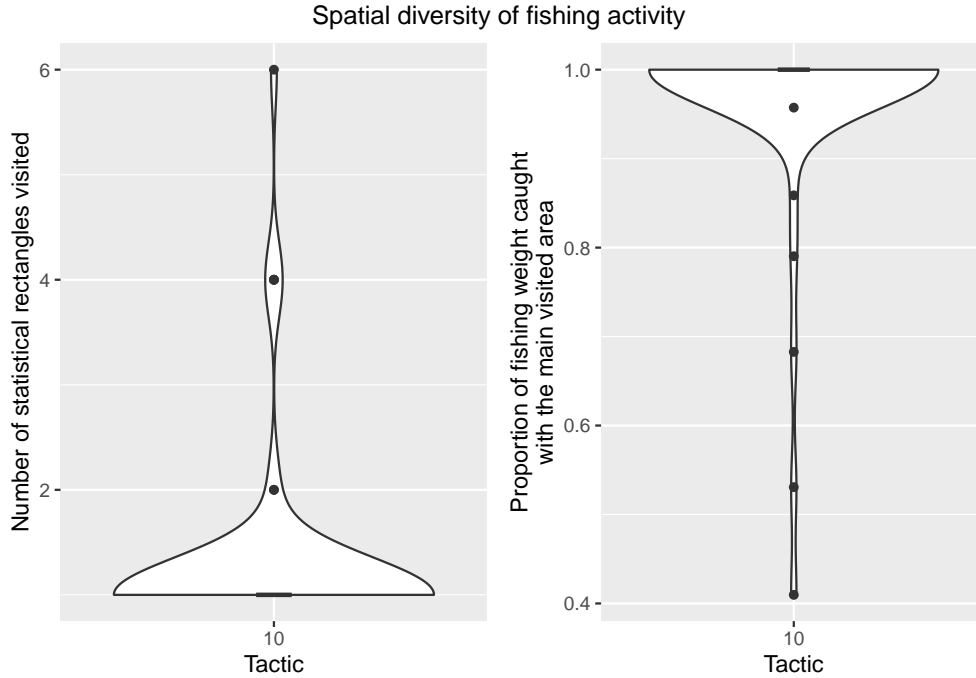 Spatial diversity of fishing activity
Number of statistical rectangles visited
6
4
2
10
Tactic
Proportion of fishing weight caught
with the main visited area
1.0
0.8
0.6
0.4
10
Tactic